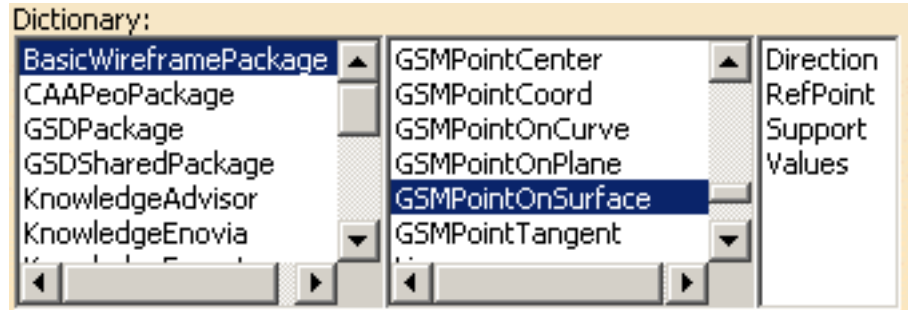 Dictionary:
BasicWireframePackage
CAAPeoPackage
GSDPackage
GSDSharedPackage
KnowledgeAdvisor
KnowledgeEnovia
GSMPointCenter
GSMPointCoord
GSMPointOnCurve
GSMPointOnPlane
GSMPointOnSurface
GSMPointTangent
Direction
RefPoint
Support
Values